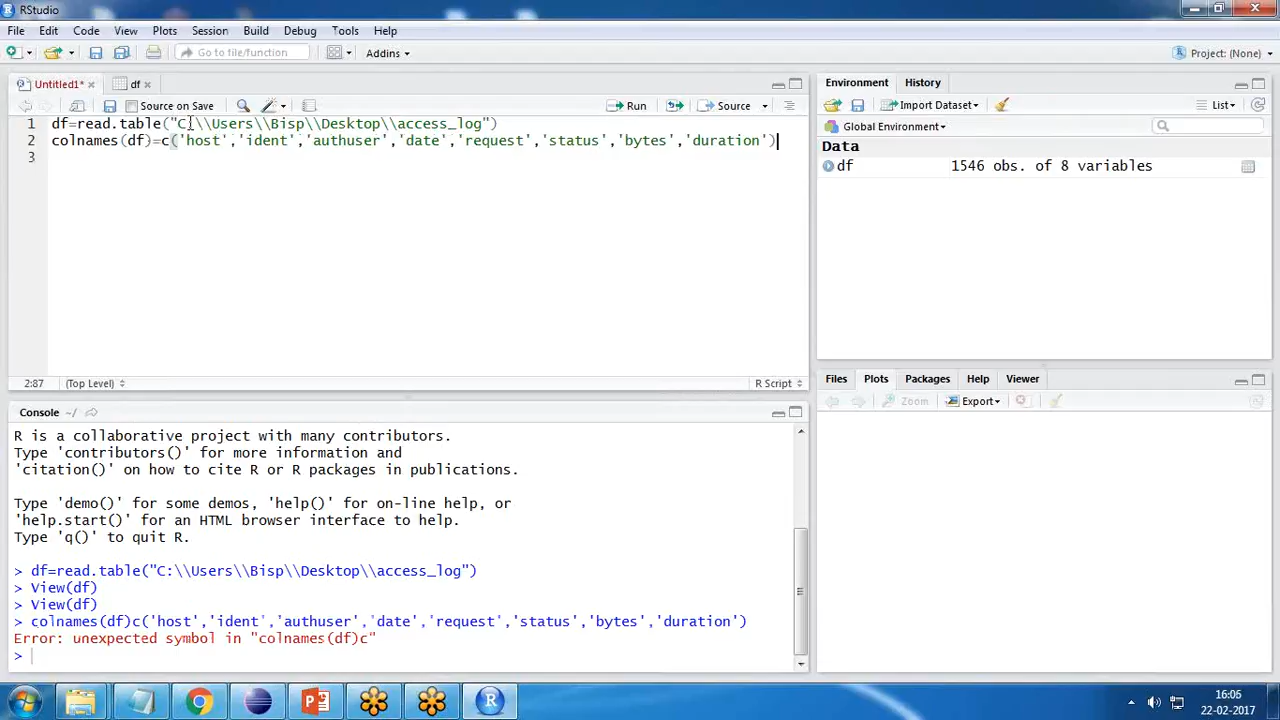 RStudio
File Edit Code View Plots Session Build Debug Tools Help
Go to file/function Addins Project: (None)
Untitled1* df
Source on Save Run Source
1 df=read.table("C:\\Users\\Bisp\\Desktop\\access_log")
2 colnames(df)=c('host','ident','authuser','date','request','status','bytes','duration')
3
2:87 (Top Level) R Script
Console ~/
R is a collaborative project with many contributors.
Type 'contributors()' for more information and
'citation()' on how to cite R or R packages in publications.
Type 'demo()' for some demos, 'help()' for on-line help, or
'help.start()' for an HTML browser interface to help.
Type 'q()' to quit R.
> df=read.table("C:\\Users\\Bisp\\Desktop\\access_log")
> View(df)
> View(df)
> colnames(df)c('host','ident','authuser','date','request','status','bytes','duration')
Error: unexpected symbol in "colnames(df)c"
>
Environment History
Import Dataset List
Global Environment
Data
df 1546 obs. of 8 variables
Files Plots Packages Help Viewer
Zoom Export
16:05
22-02-2017